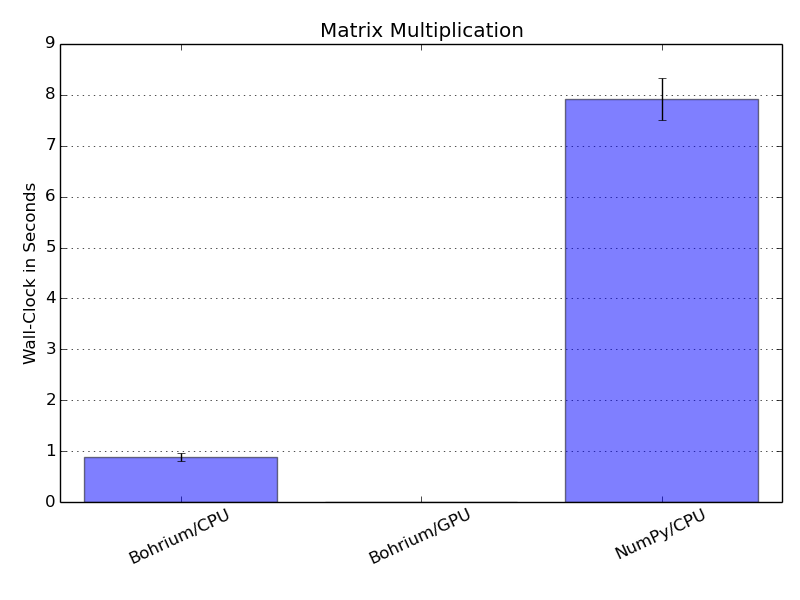 Matrix Multiplication
9
8
7
6
5
4
3
2
1
0
Wall-Clock in Seconds
Bohrium/CPU
Bohrium/GPU
NumPy/CPU